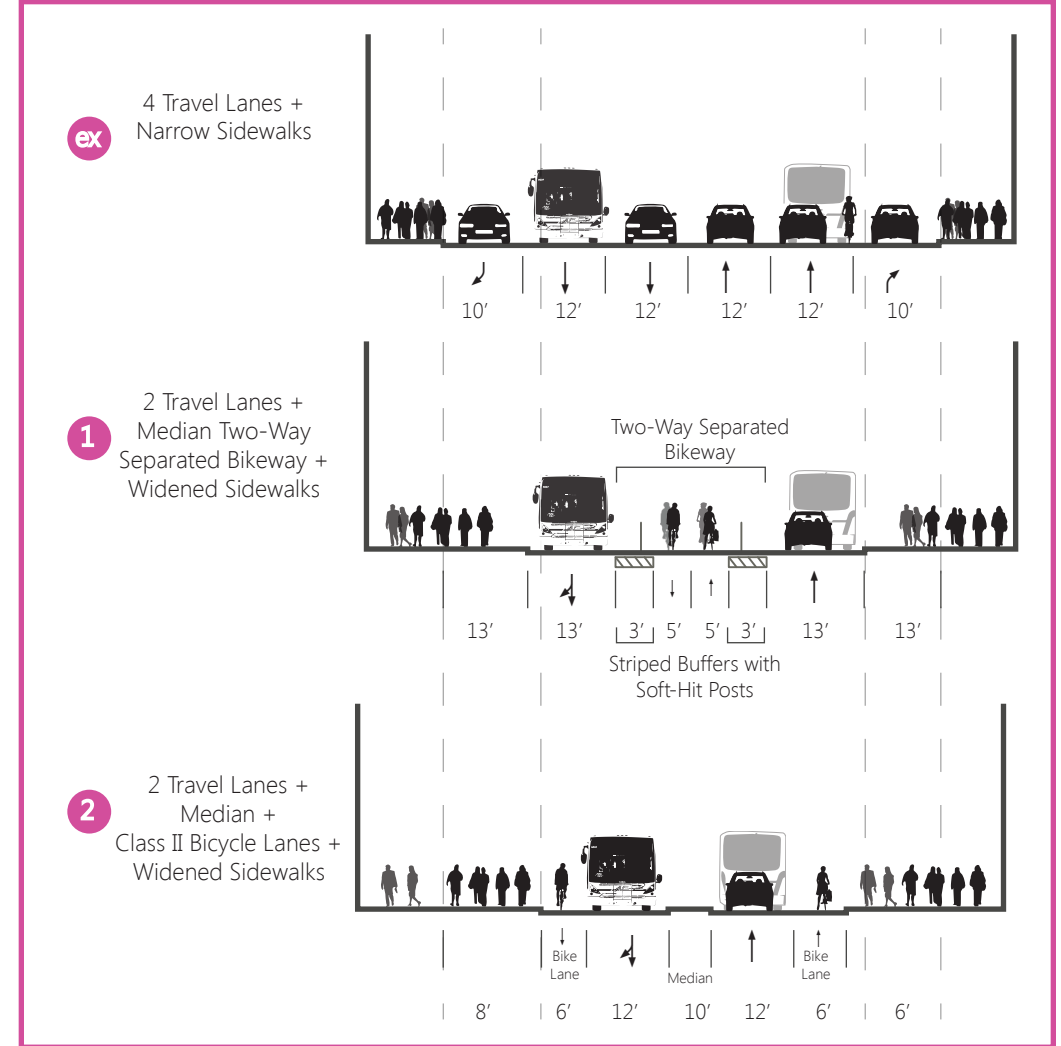 ex
4 Travel Lanes +
Narrow Sidewalks
10’ 12’ 12’ 12’ 12’ 10’
1
2 Travel Lanes +
Median Two-Way
Separated Bikeway +
Widened Sidewalks
Two-Way Separated
Bikeway
13’ 13’ 3’ 5’ 5’ 3’ 13’ 13’
Striped Buffers with
Soft-Hit Posts
2
2 Travel Lanes +
Median +
Class II Bicycle Lanes +
Widened Sidewalks
Bike
Lane
Median
Bike
Lane
8’ 6’ 12’ 10’ 12’ 6’ 6’